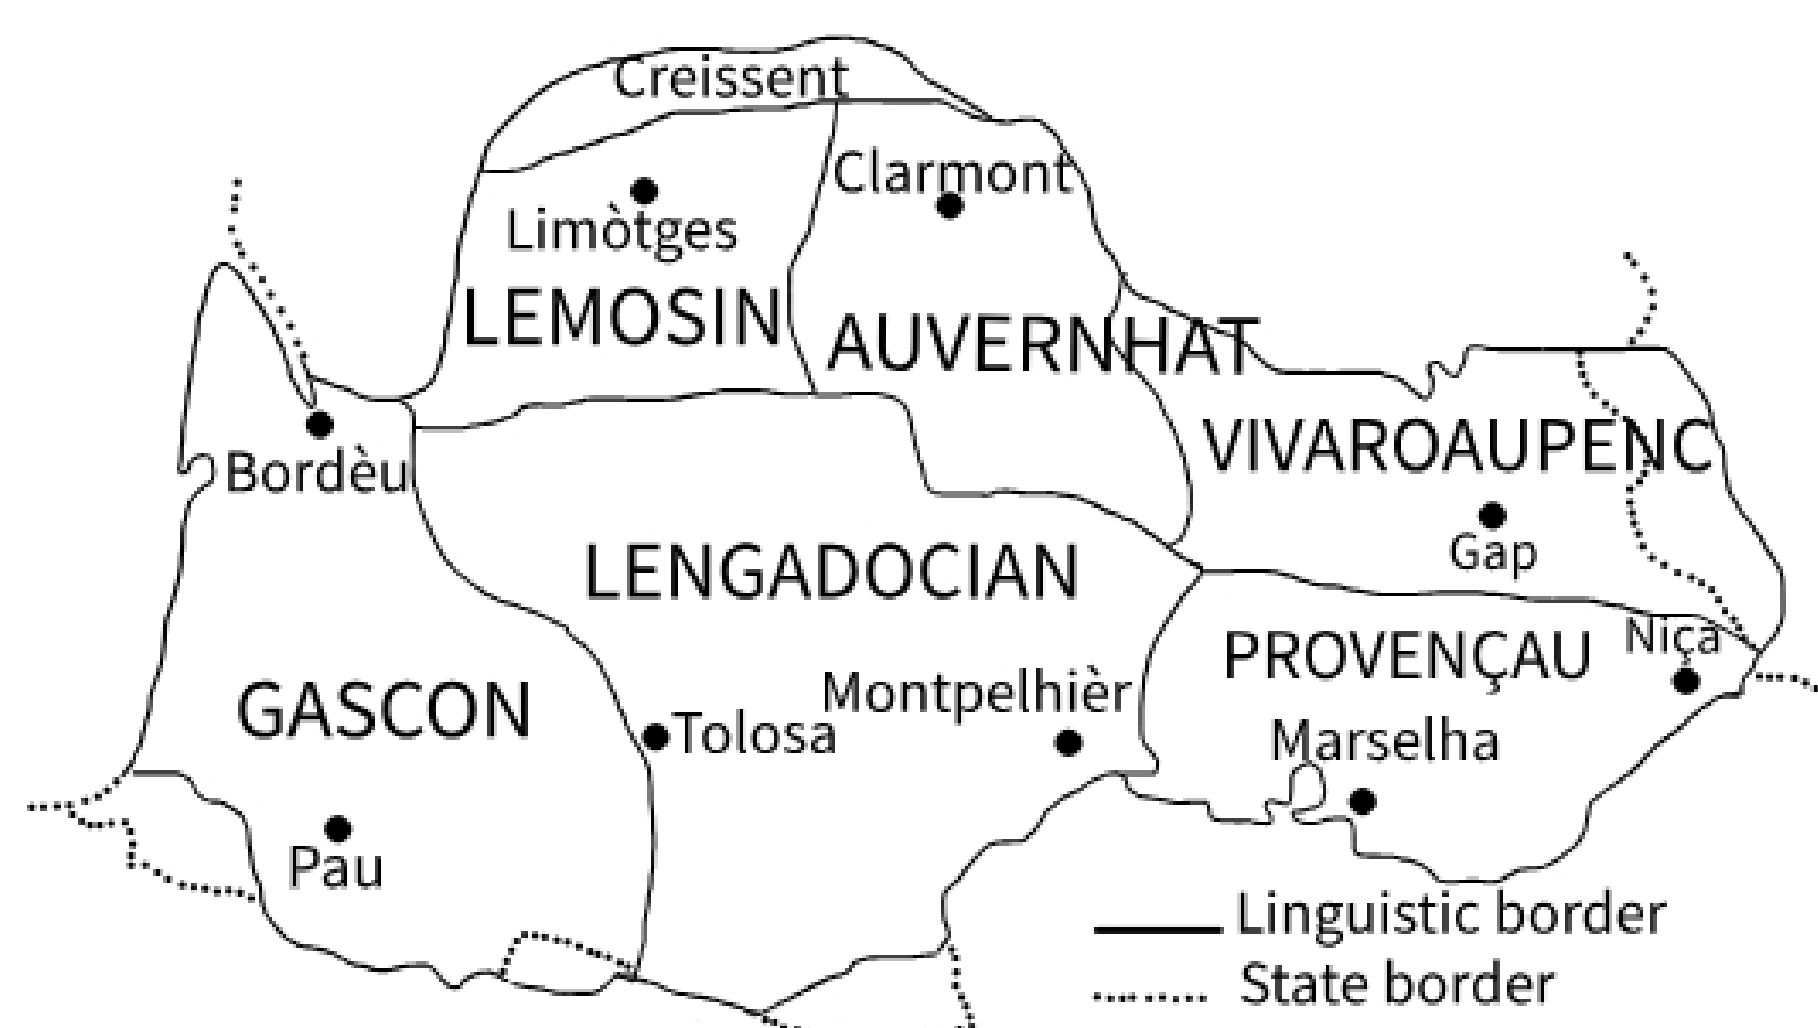 Creissent
Clarmont
Limòtges
LEMOSIN
AUVERNHAT
VIVAROAUPENC
Bordèu
Gap
LENGADOCIAN
PROVENÇAU
Niça
GASCON
Montpelhièr
Tolosa
Marselha
Pau
Linguistic border
State border